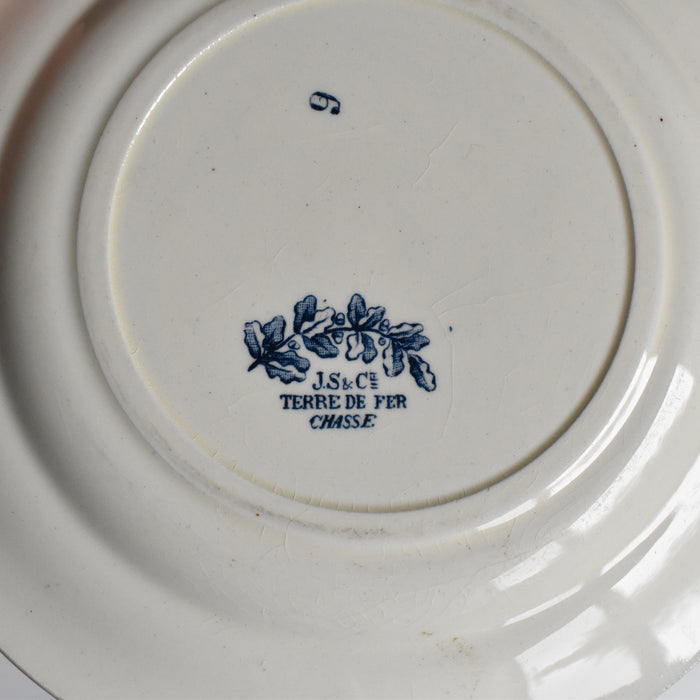 9
J.S & CIE
TERRE DE FER
CHASSE